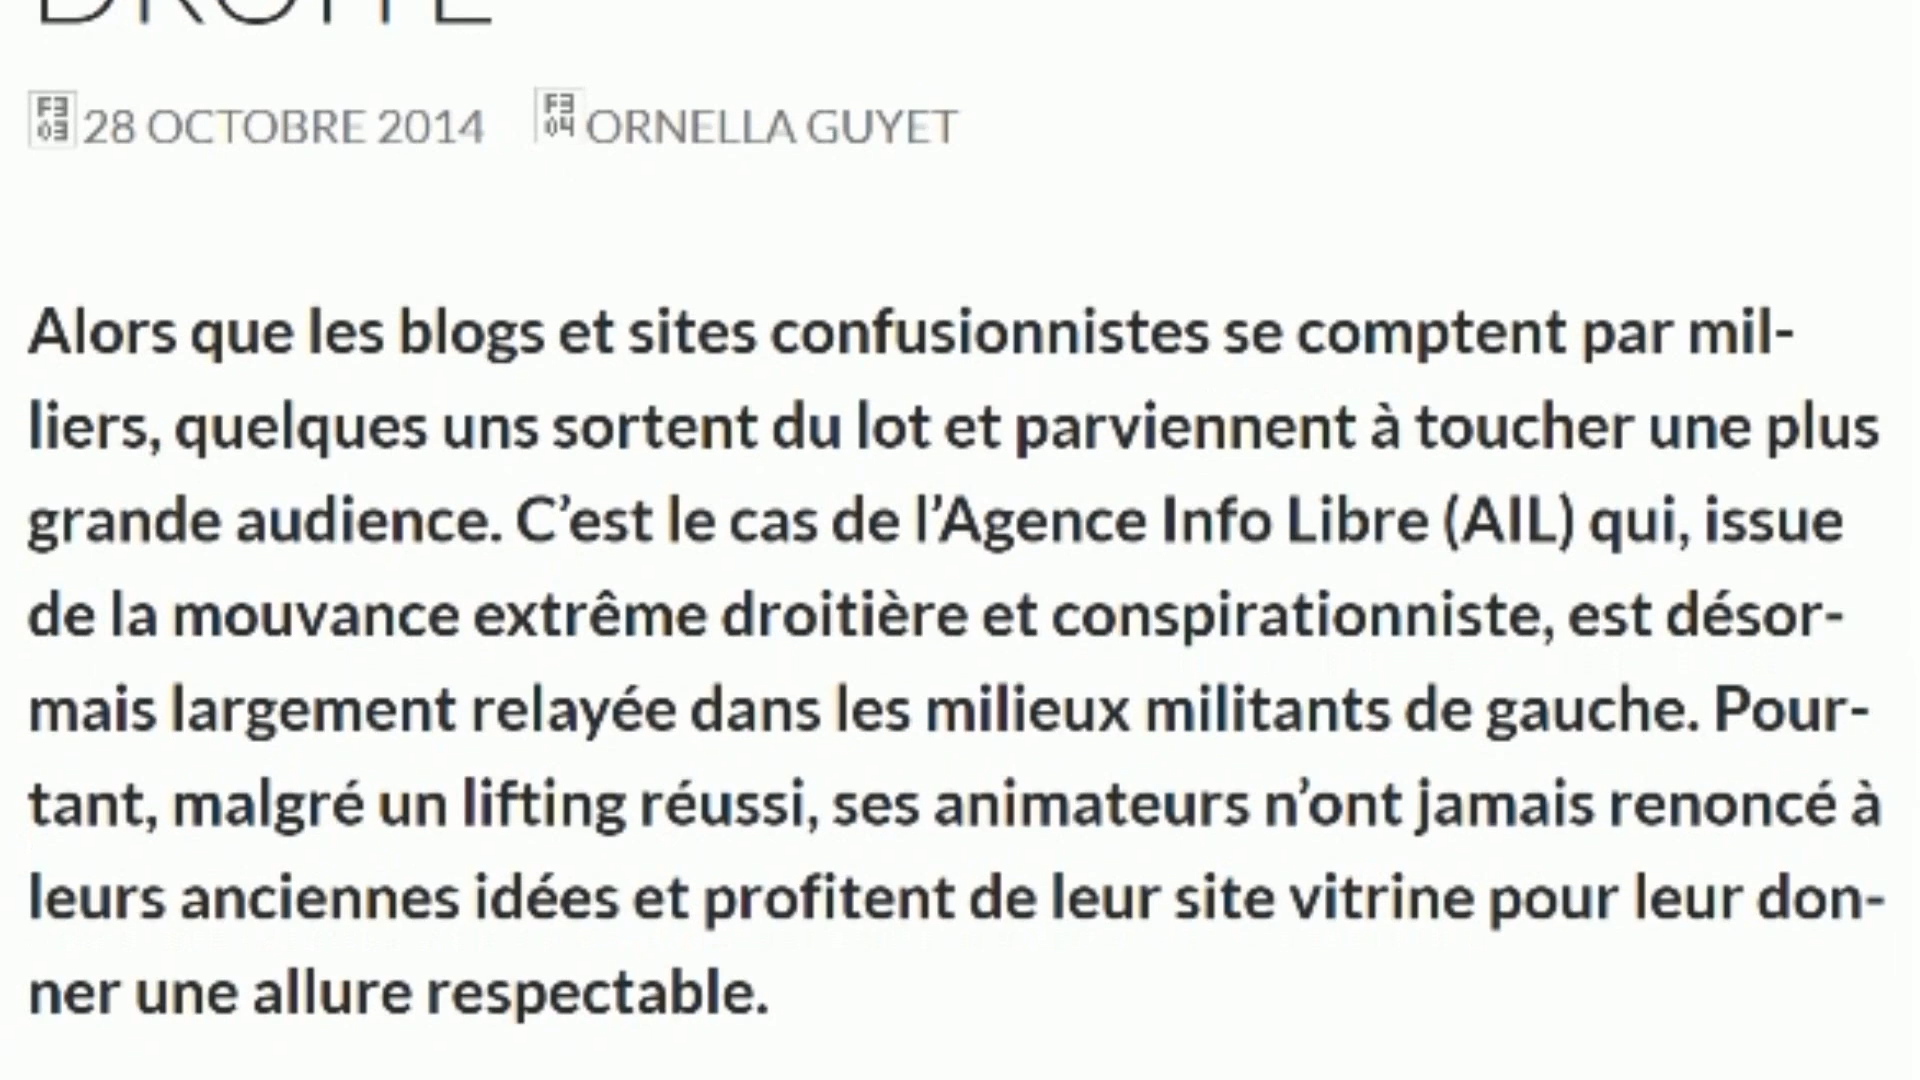 DROITE
28 OCTOBRE 2014 ORNELLA GUYET
Alors que les blogs et sites confusionnistes se comptent par mil-
liers, quelques uns sortent du lot et parviennent à toucher une plus
grande audience. C’est le cas de l’Agence Info Libre (AIL) qui, issue
de la mouvance extrême droitière et conspirationniste, est désor-
mais largement relayée dans les milieux militants de gauche. Pour-
tant, malgré un lifting réussi, ses animateurs n’ont jamais renoncé à
leurs anciennes idées et profitent de leur site vitrine pour leur don-
ner une allure respectable.